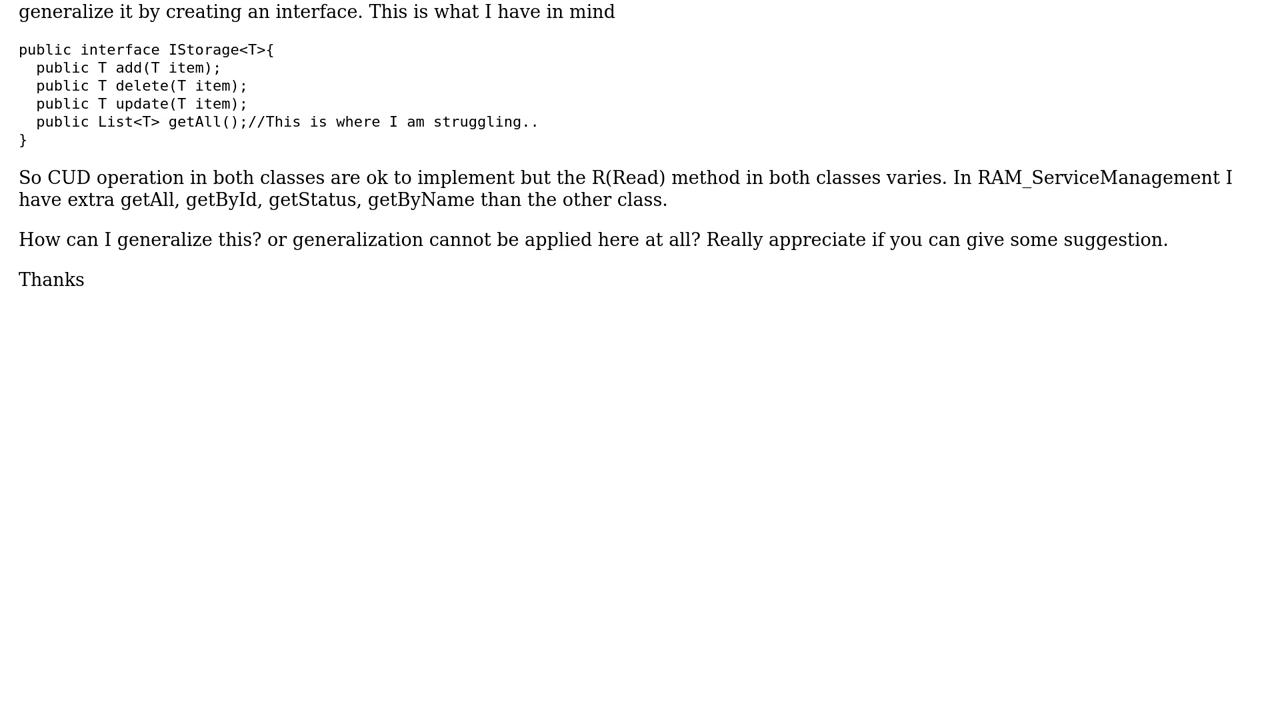 generalize it by creating an interface. This is what I have in mind
public interface IStorage<T>{
  public T add(T item);
  public T delete(T item);
  public T update(T item);
  public List<T> getAll();//This is where I am struggling..
}
So CUD operation in both classes are ok to implement but the R(Read) method in both classes varies. In RAM_ServiceManagement I
have extra getAll, getById, getStatus, getByName than the other class.
How can I generalize this? or generalization cannot be applied here at all? Really appreciate if you can give some suggestion.
Thanks